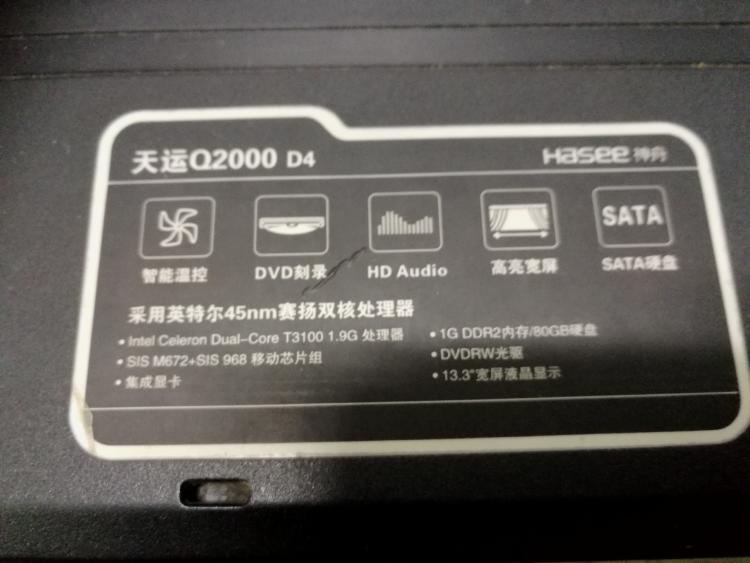 天运Q2000 D4
Hasee 神舟
SATA
智能温控
DVD刻录
HD Audio
高亮宽屏
SATA硬盘
采用英特尔45nm赛扬双核处理器
• Intel Celeron Dual-Core T3100 1.9G 处理器
• 1G DDR2内存/80GB硬盘
• SIS M672+SIS 968 移动芯片组
• DVDRW光驱
• 集成显卡
• 13.3"宽屏液晶显示